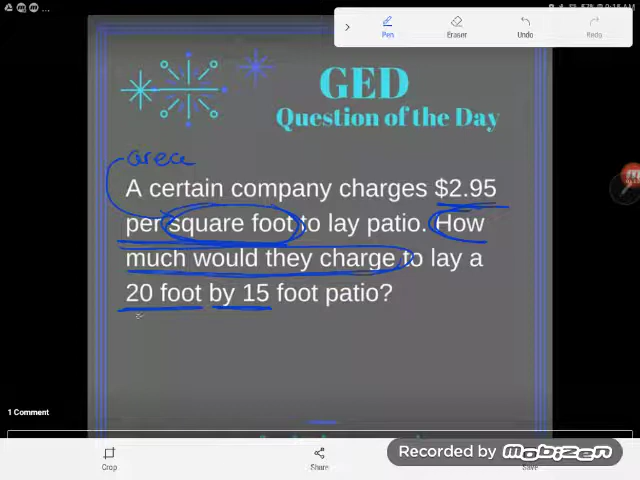 Pen
Eraser
Undo
Redo
GED
Question of the Day
area
A certain company charges $2.95
per square foot to lay patio. How
much would they charge to lay a
20 foot by 15 foot patio?
1 Comment
Crop
Share
Save
Recorded by Mobizen